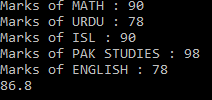 Marks of MATH : 90
Marks of URDU : 78
Marks of ISL : 90
Marks of PAK STUDIES : 98
Marks of ENGLISH : 78
86.8